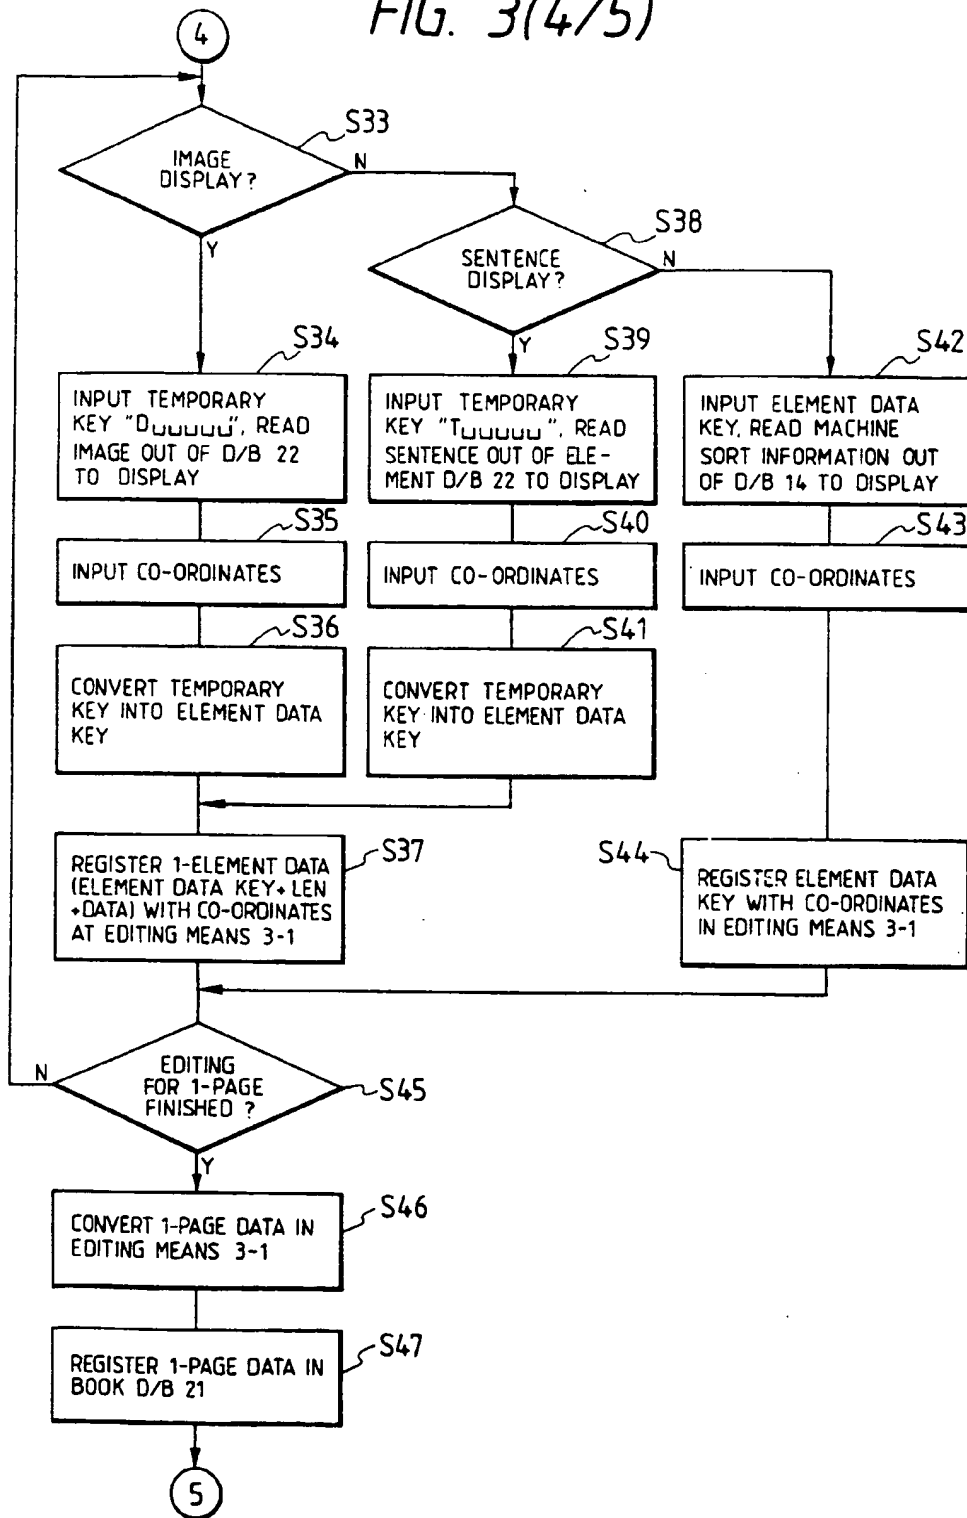 FIG. 3(4/5)
4
S33
IMAGE
DISPLAY?
N
Y
S38
SENTENCE
DISPLAY?
N
Y
S34
INPUT TEMPORARY
KEY "D␣␣␣␣␣", READ
IMAGE OUT OF D/B 22
TO DISPLAY
S39
INPUT TEMPORARY
KEY "T␣␣␣␣␣", READ
SENTENCE OUT OF ELE-
MENT D/B 22 TO DISPLAY
S42
INPUT ELEMENT DATA
KEY, READ MACHINE
SORT INFORMATION OUT
OF D/B 14 TO DISPLAY
S35
INPUT CO-ORDINATES
S40
INPUT CO-ORDINATES
S43
INPUT CO-ORDINATES
S36
CONVERT TEMPORARY
KEY INTO ELEMENT DATA
KEY
S41
CONVERT TEMPORARY
KEY INTO ELEMENT DATA
KEY
S37
REGISTER 1-ELEMENT DATA
(ELEMENT DATA KEY+LEN
+DATA) WITH CO-ORDINATES
AT EDITING MEANS 3-1
S44
REGISTER ELEMENT DATA
KEY WITH CO-ORDINATES
IN EDITING MEANS 3-1
EDITING
FOR 1-PAGE
FINISHED ?
N
S45
Y
S46
CONVERT 1-PAGE DATA IN
EDITING MEANS 3-1
S47
REGISTER 1-PAGE DATA IN
BOOK D/B 21
5